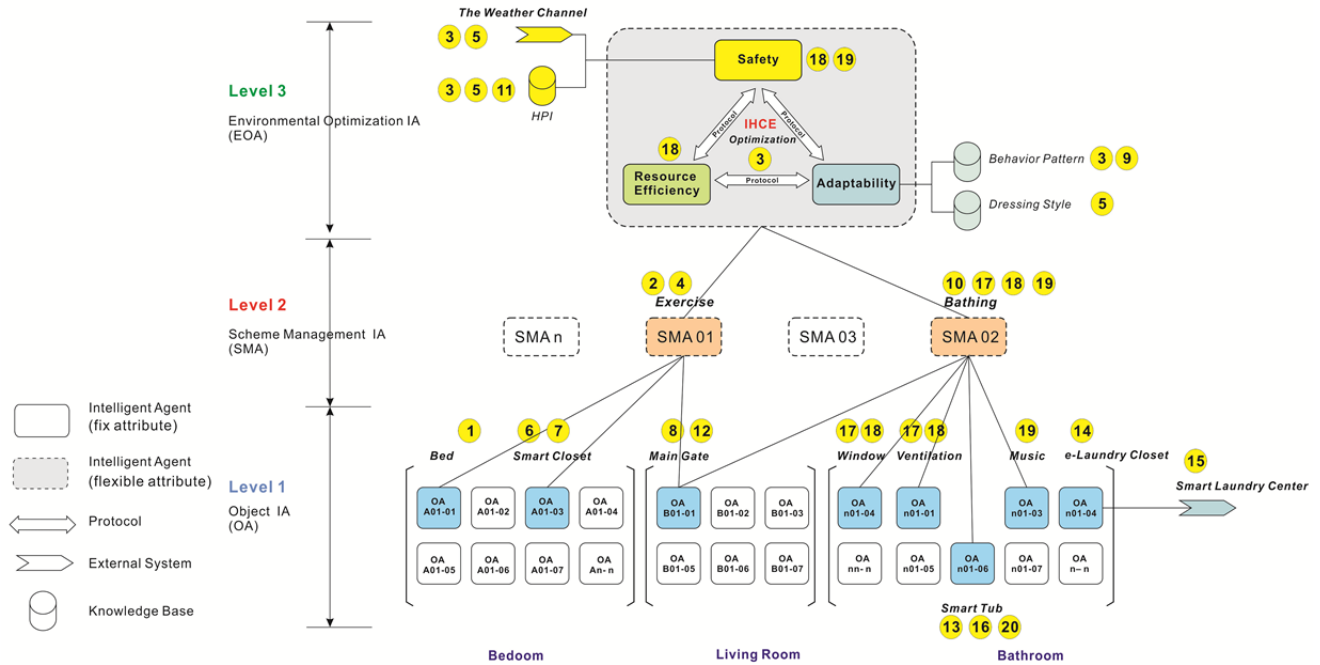 The Weather Channel
3 5
3 5 11
HPI
Safety
18 19
Protocol
Protocol
IHCE
Optimization
3
18
Resource
Efficiency
Protocol
Adaptability
Behavior Pattern
3 9
Dressing Style
5
Level 3
Environmental Optimization IA
(EOA)
2 4
Exercise
10 17 18 19
Bathing
SMA n
SMA 01
SMA 03
SMA 02
Level 2
Scheme Management IA
(SMA)
Intelligent Agent
(fix attribute)
Intelligent Agent
(flexible attribute)
Protocol
External System
Knowledge Base
Level 1
Object IA
(OA)
1
Bed
6 7
Smart Closet
8 12
Main Gate
17 18
Window
17 18
Ventilation
19
Music
14
e-Laundry Closet
15
Smart Laundry Center
OA
A01-01
OA
A01-02
OA
A01-03
OA
A01-04
OA
A01-05
OA
A01-06
OA
A01-07
OA
An- n
OA
B01-01
OA
B01-02
OA
B01-03
OA
B01-05
OA
B01-06
OA
B01-07
OA
n01-04
OA
n01-01
OA
n01-03
OA
n01-04
OA
nn- n
OA
n01-05
OA
n01-06
OA
n01-07
OA
n– n
Smart Tub
13 16 20
Bedoom
Living Room
Bathroom